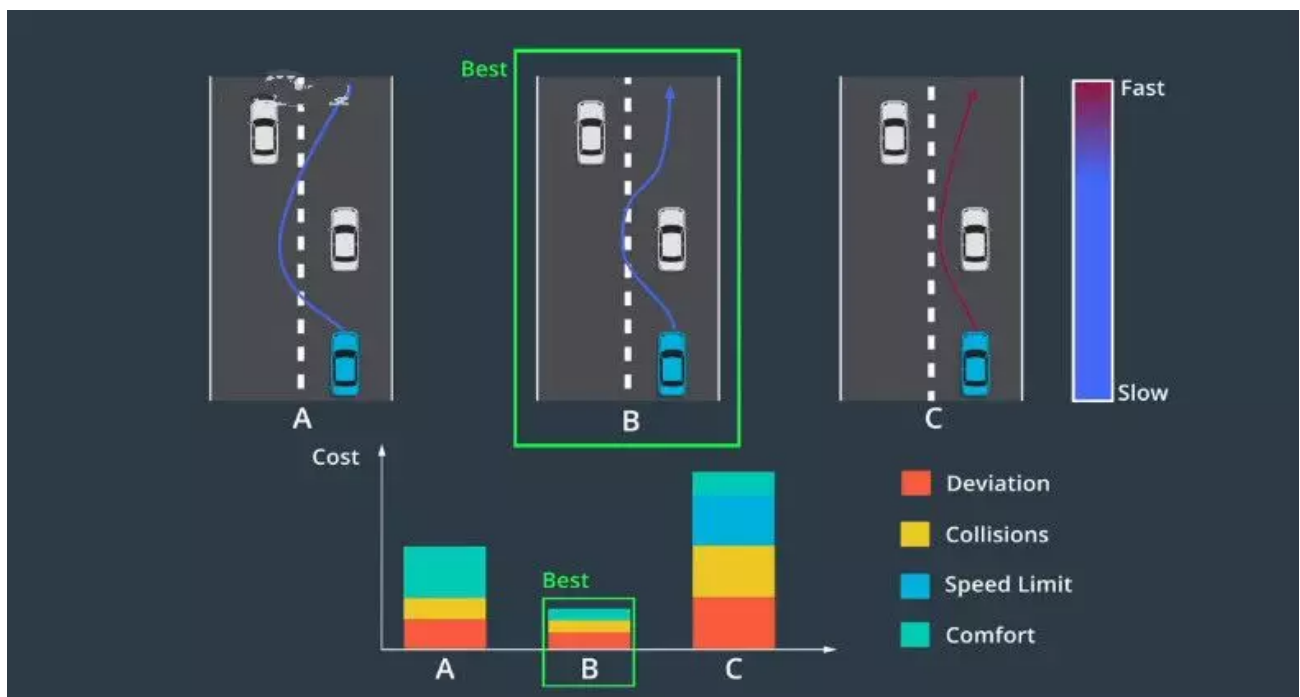 Best
Fast
Slow
A
B
C
Cost
Best
A
B
C
Deviation
Collisions
Speed Limit
Comfort